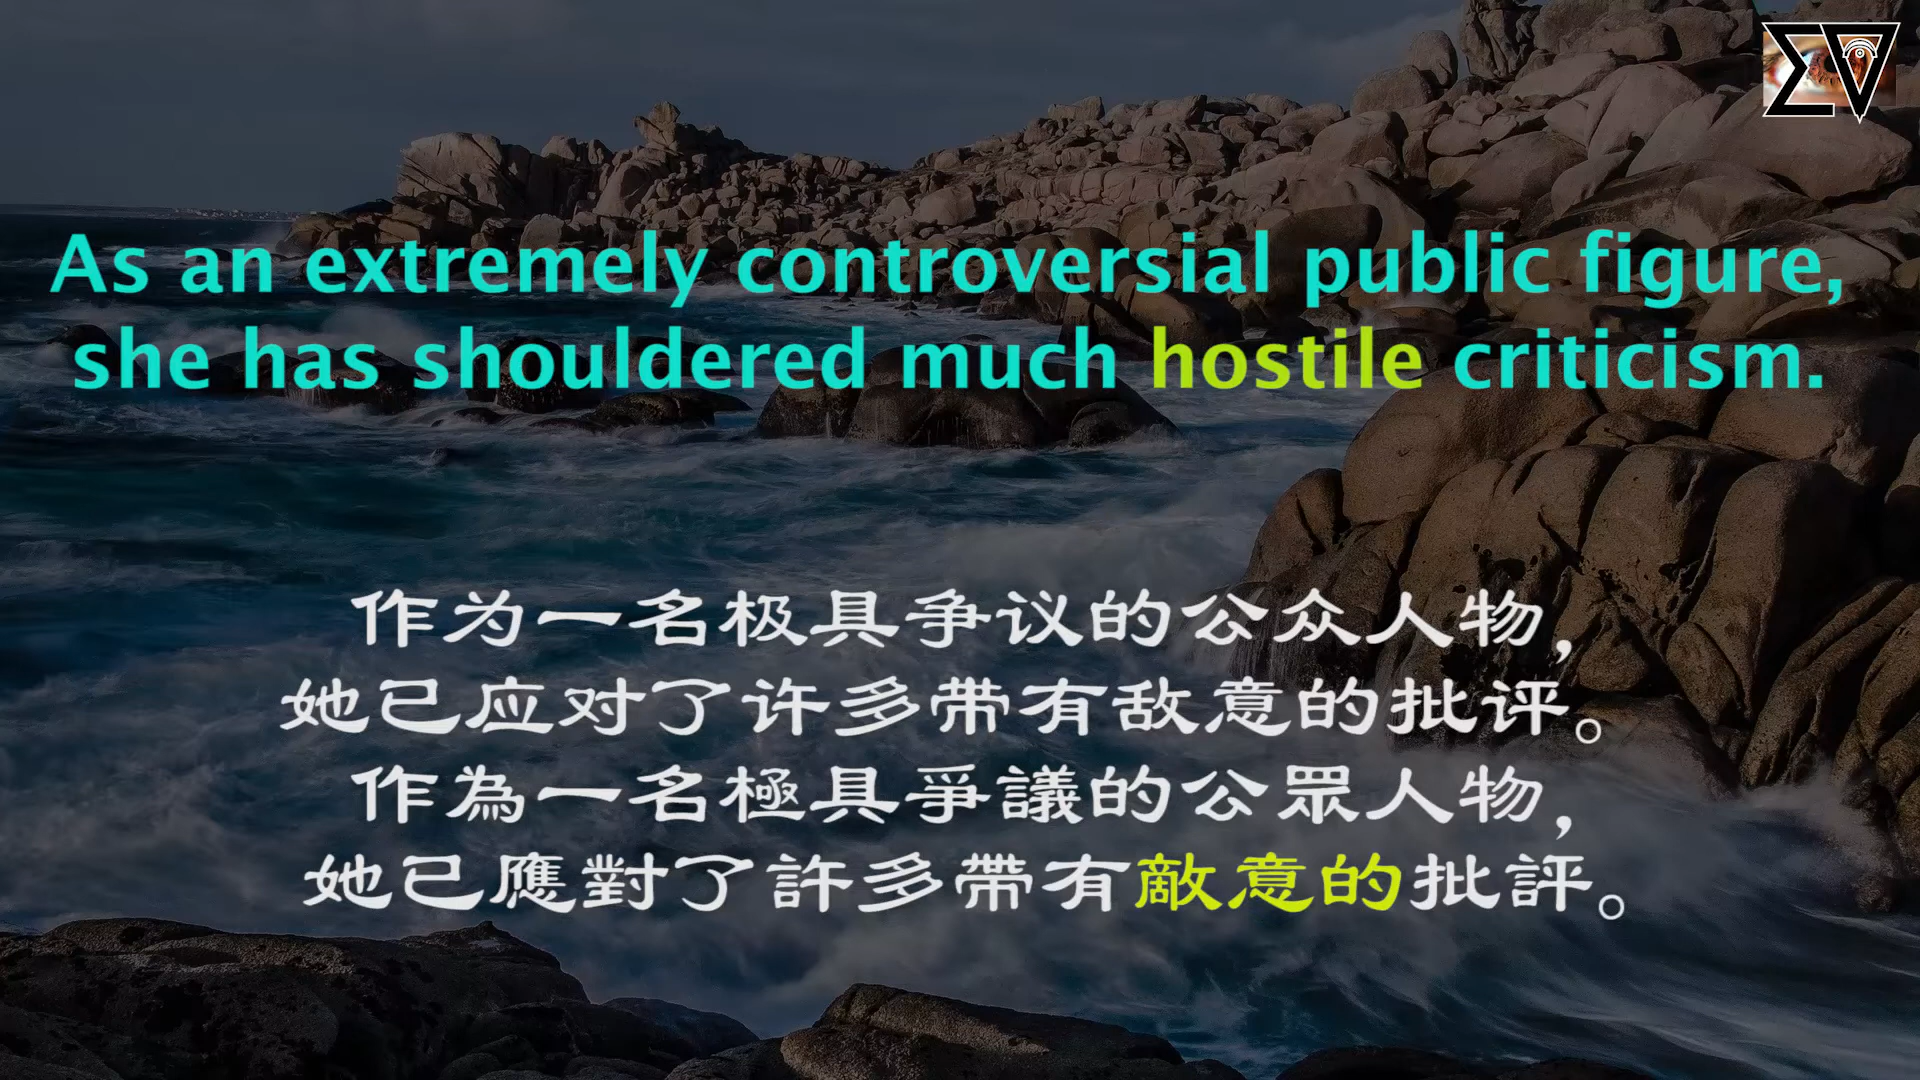 As an extremely controversial public figure,
she has shouldered much hostile criticism.
作为一名极具争议的公众人物,
她已应对了许多带有敌意的批评。
作為一名極具爭議的公眾人物,
她已應對了許多帶有敵意的批評。